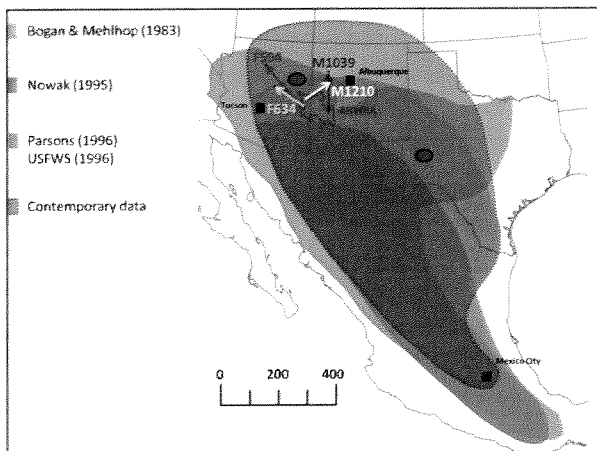 Bogan & Mehlhop (1983)
Nowak (1995)
Parsons (1996)
USFWS (1996)
Contemporary data
M1039
Albuquerque
M1210
Tucson
F634
Mexico City
0 200 400